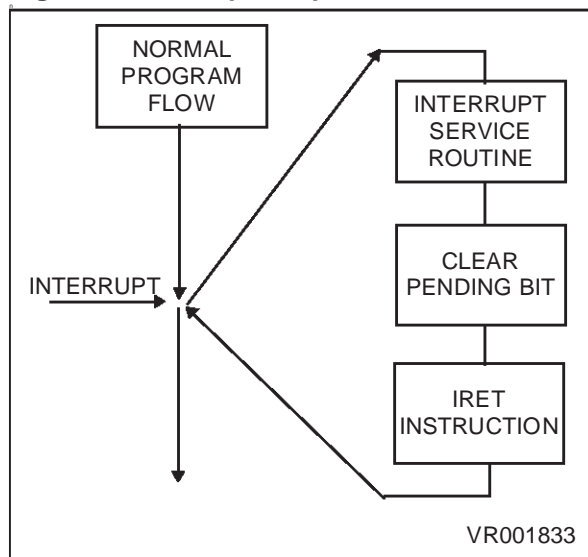 NORMAL
PROGRAM
FLOW
INTERRUPT
SERVICE
ROUTINE
INTERRUPT
CLEAR
PENDING BIT
IRET
INSTRUCTION
VR001833